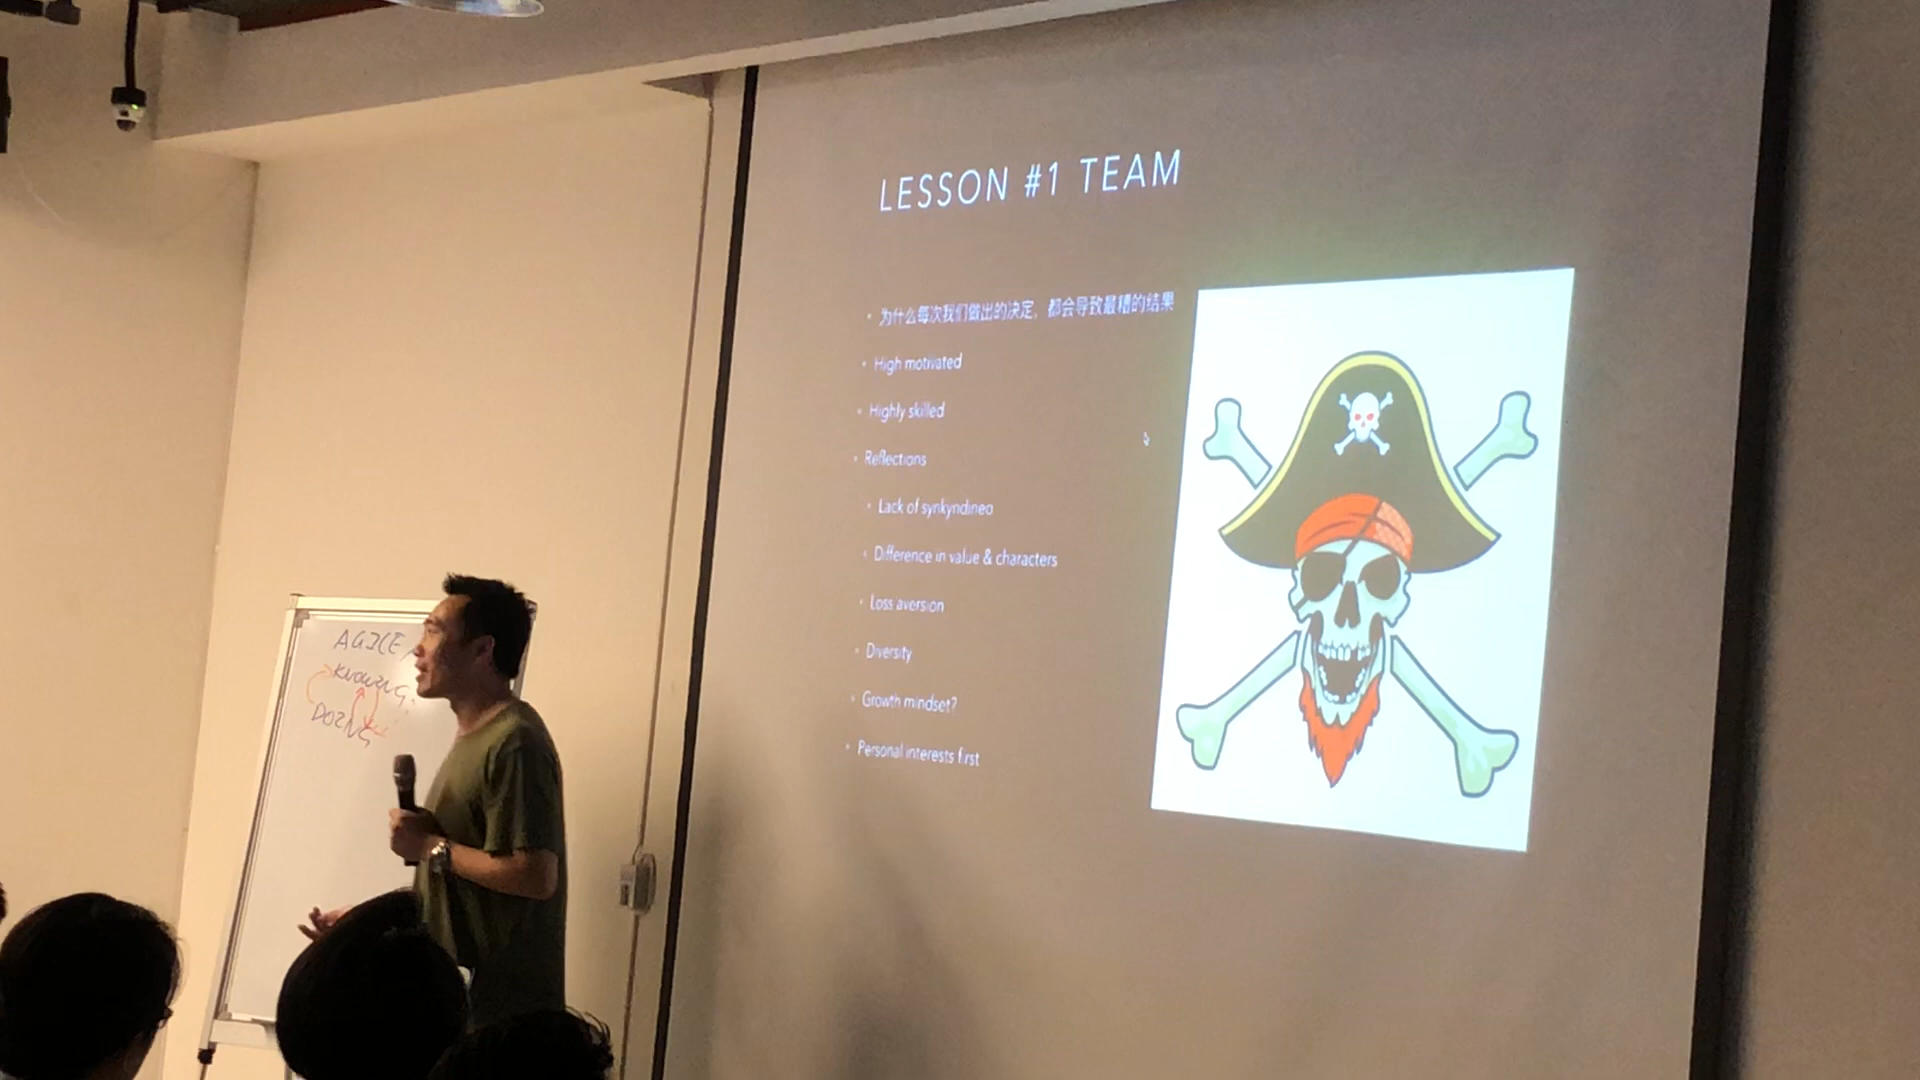 LESSON #1 TEAM
为什么每次我们做出的决定，都会导致最糟的结果
High motivated
Highly skilled
Reflections
Lack of synkyndineo
Difference in value & characters
Loss aversion
Diversity
Growth mindset?
Personal interests first
AGILE
KNOWING
DOING